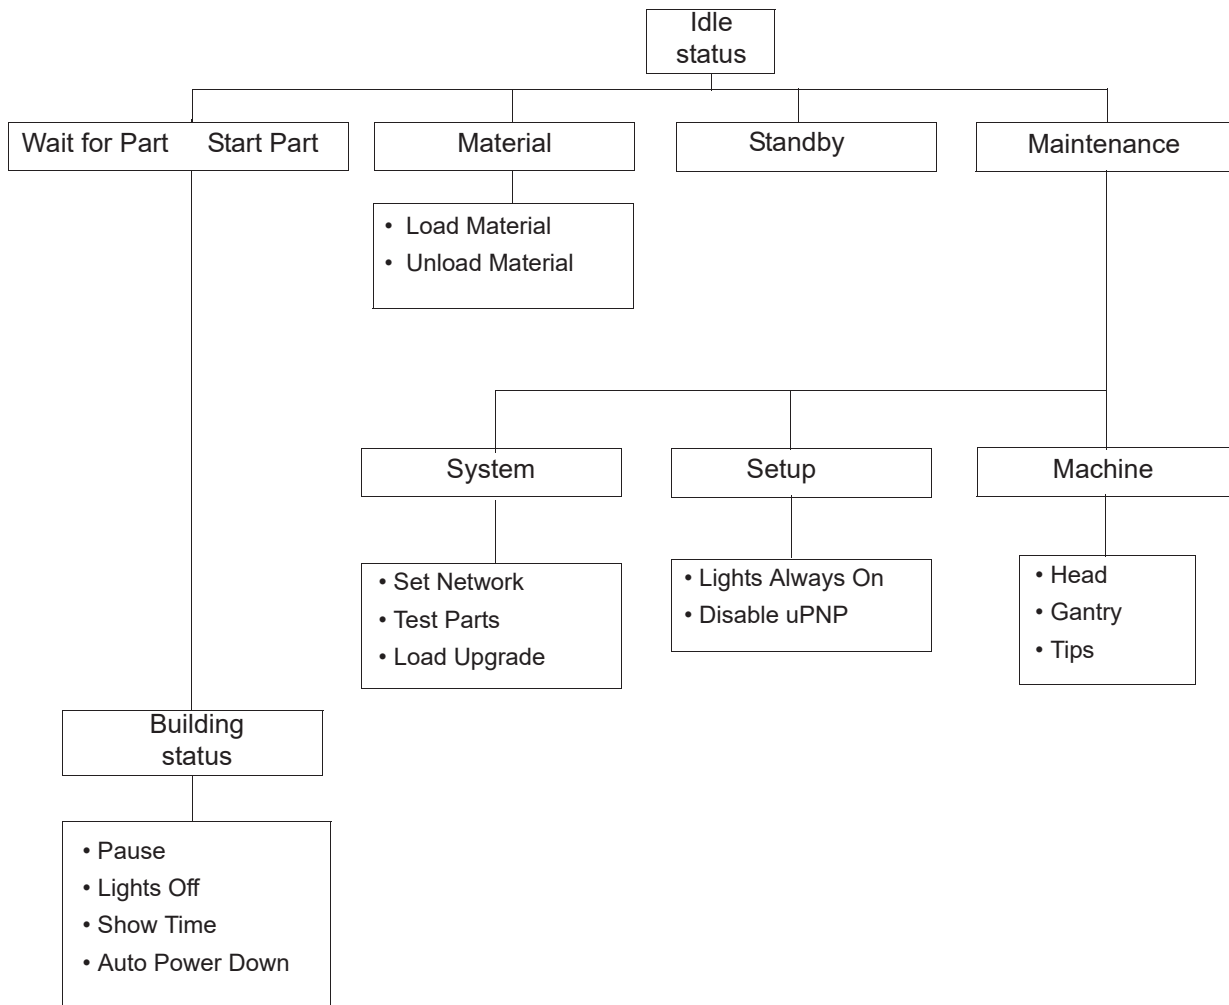 Idle
status
Wait for Part Start Part
Material
Standby
Maintenance
• Load Material
• Unload Material
System
Setup
Machine
• Set Network
• Test Parts
• Load Upgrade
• Lights Always On
• Disable uPNP
• Head
• Gantry
• Tips
Building
status
• Pause
• Lights Off
• Show Time
• Auto Power Down